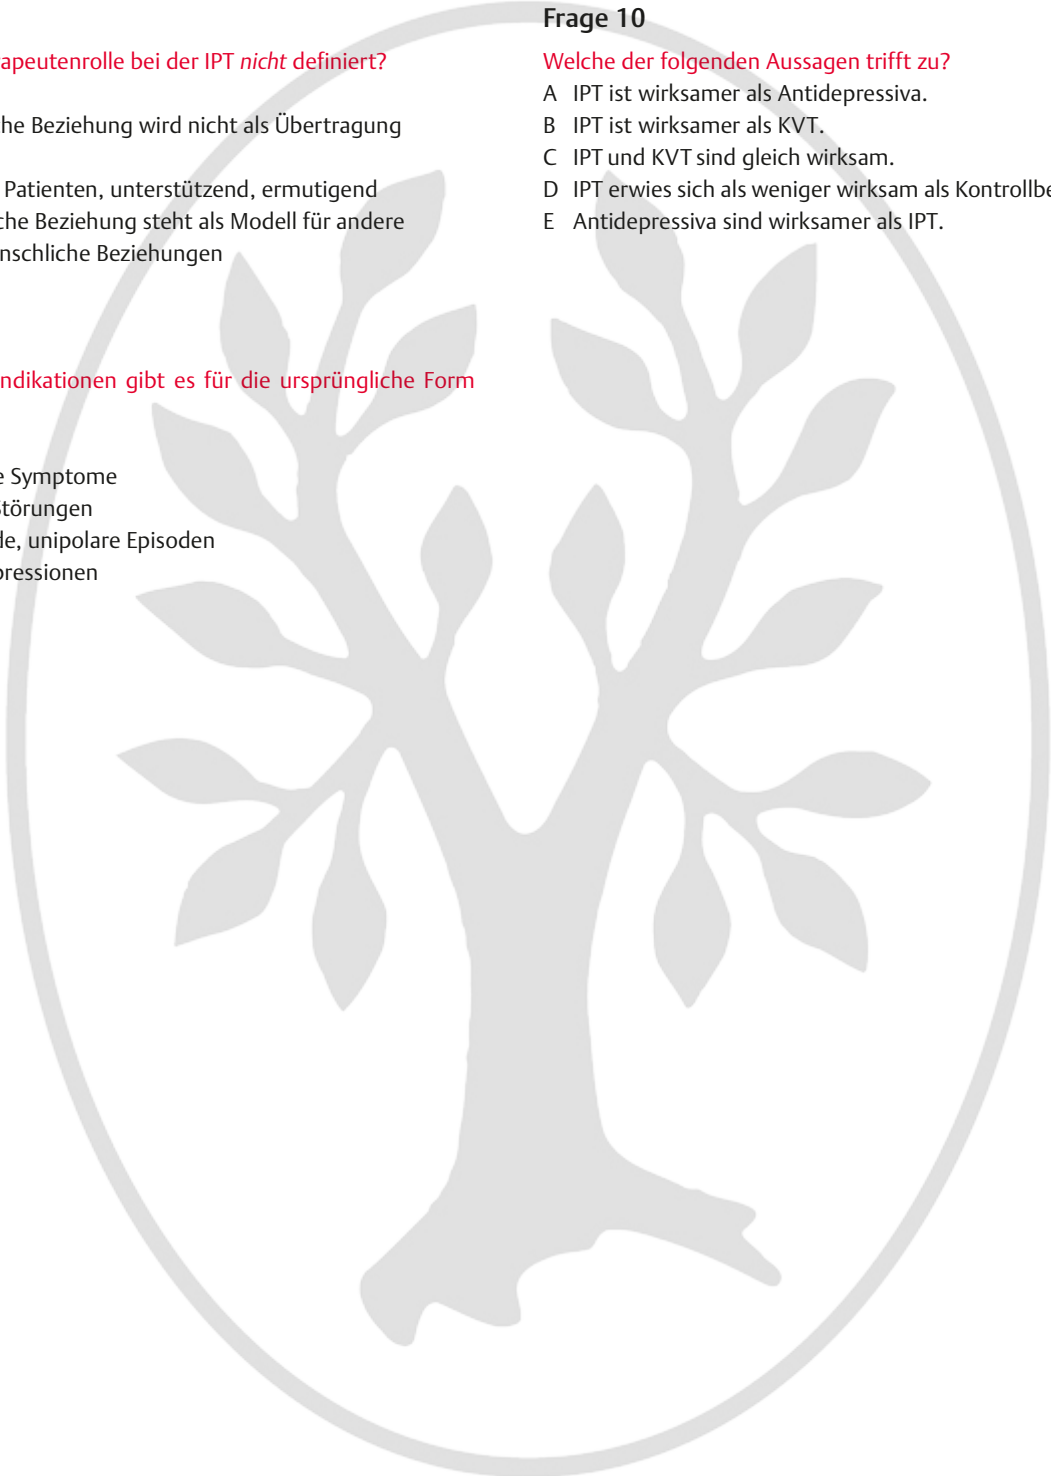 apeutenrolle bei der IPT nicht definiert?
che Beziehung wird nicht als Übertragung
Patienten, unterstützend, ermutigend
che Beziehung steht als Modell für andere
nschliche Beziehungen
ndikationen gibt es für die ursprüngliche Form
e Symptome
Störungen
de, unipolare Episoden
pressionen
Frage 10
Welche der folgenden Aussagen trifft zu?
A IPT ist wirksamer als Antidepressiva.
B IPT ist wirksamer als KVT.
C IPT und KVT sind gleich wirksam.
D IPT erwies sich als weniger wirksam als Kontrollbe
E Antidepressiva sind wirksamer als IPT.